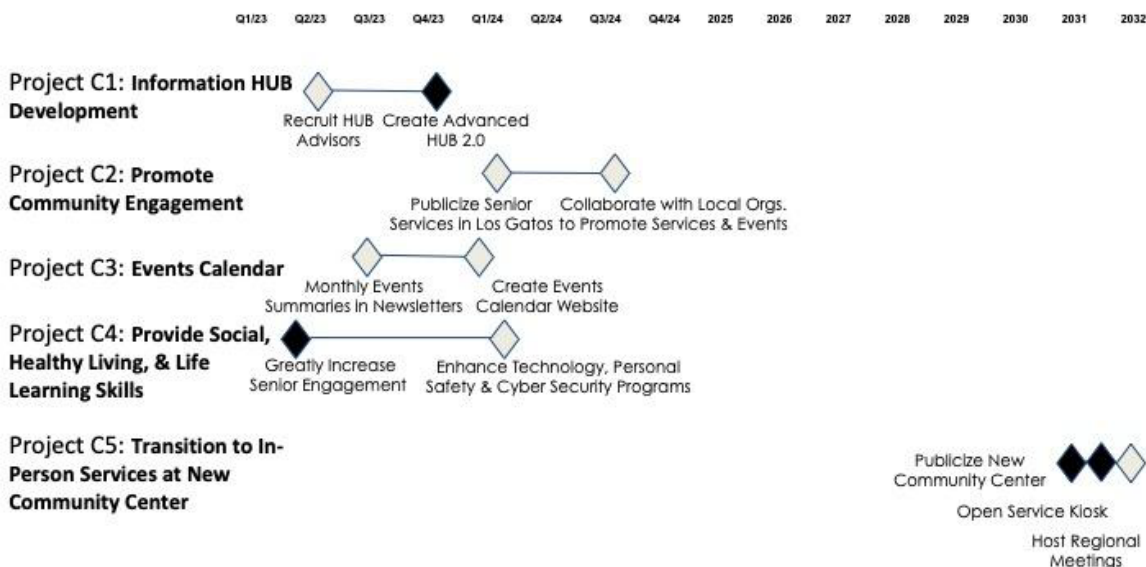 Q1/23 Q2/23 Q3/23 Q4/23 Q1/24 Q2/24 Q3/24 Q4/24 2025 2026 2027 2028 2029 2030 2031 2032
Project C1: Information HUB
Development
Recruit HUB
Advisors
Create Advanced
HUB 2.0
Project C2: Promote
Community Engagement
Publicize Senior
Services in Los Gatos
Collaborate with Local Orgs.
to Promote Services & Events
Project C3: Events Calendar
Monthly Events
Summaries in Newsletters
Create Events
Calendar Website
Project C4: Provide Social,
Healthy Living, & Life
Learning Skills
Greatly Increase
Senior Engagement
Enhance Technology, Personal
Safety & Cyber Security Programs
Project C5: Transition to In-
Person Services at New
Community Center
Publicize New
Community Center
Open Service Kiosk
Host Regional
Meetings